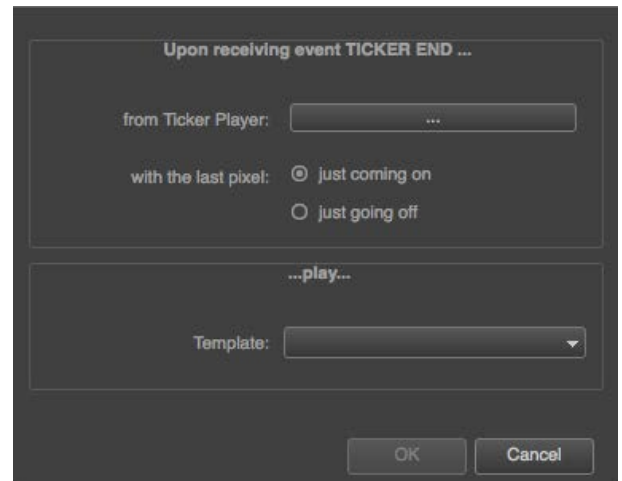 Upon receiving event TICKER END ...
from Ticker Player:
...
with the last pixel:
just coming on
just going off
...play...
Template:
OK
Cancel